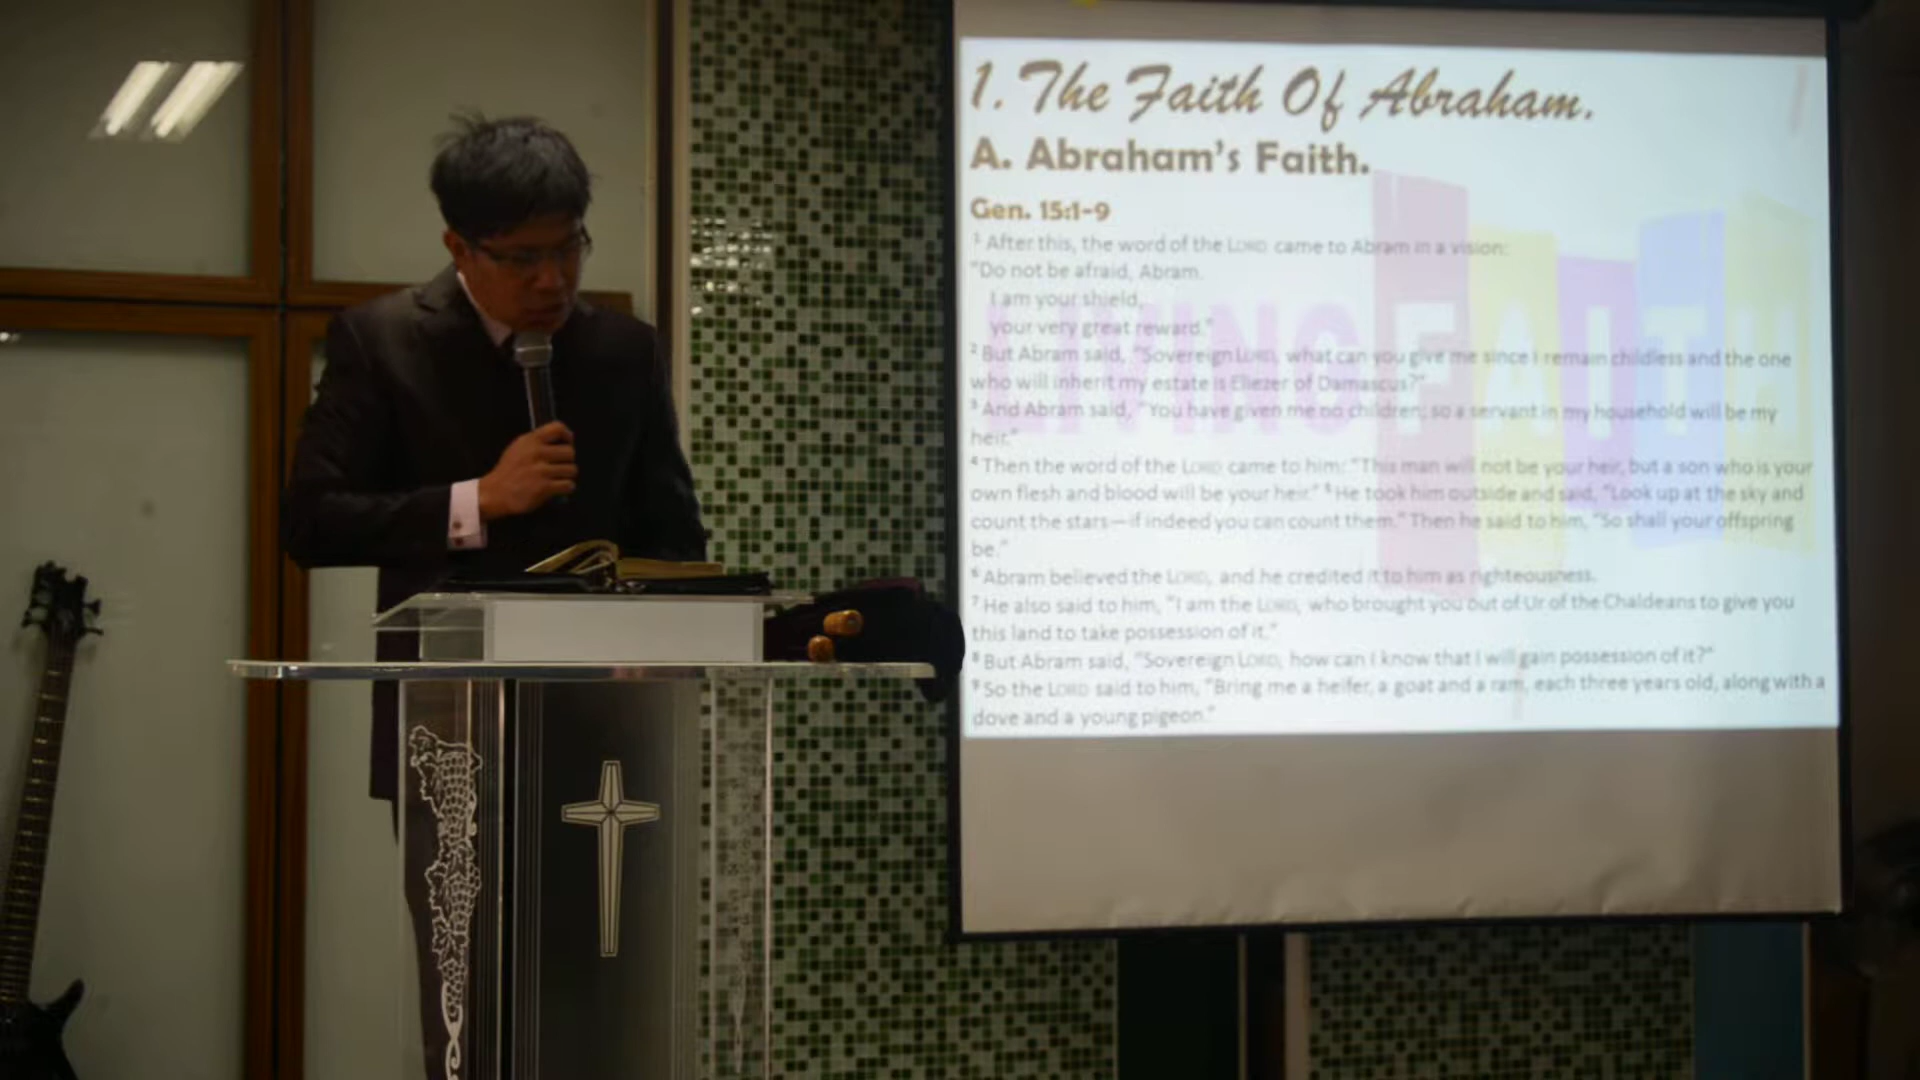 1. The Faith Of Abraham.
A. Abraham's Faith.
Gen. 15:1-9
1 After this, the word of the LORD came to Abram in a vision:
"Do not be afraid, Abram.
I am your shield,
your very great reward."
2 But Abram said, "Sovereign LORD, what can you give me since I remain childless and the one
who will inherit my estate is Eliezer of Damascus?"
3 And Abram said, "You have given me no children; so a servant in my household will be my
heir."
4 Then the word of the LORD came to him: "This man will not be your heir, but a son who is your
own flesh and blood will be your heir." 5 He took him outside and said, "Look up at the sky and
count the stars—if indeed you can count them." Then he said to him, "So shall your offspring
be."
6 Abram believed the LORD, and he credited it to him as righteousness.
7 He also said to him, "I am the LORD, who brought you out of Ur of the Chaldeans to give you
this land to take possession of it."
8 But Abram said, "Sovereign LORD, how can I know that I will gain possession of it?"
9 So the LORD said to him, "Bring me a heifer, a goat and a ram, each three years old, along with a
dove and a young pigeon."
LIVING FAITH